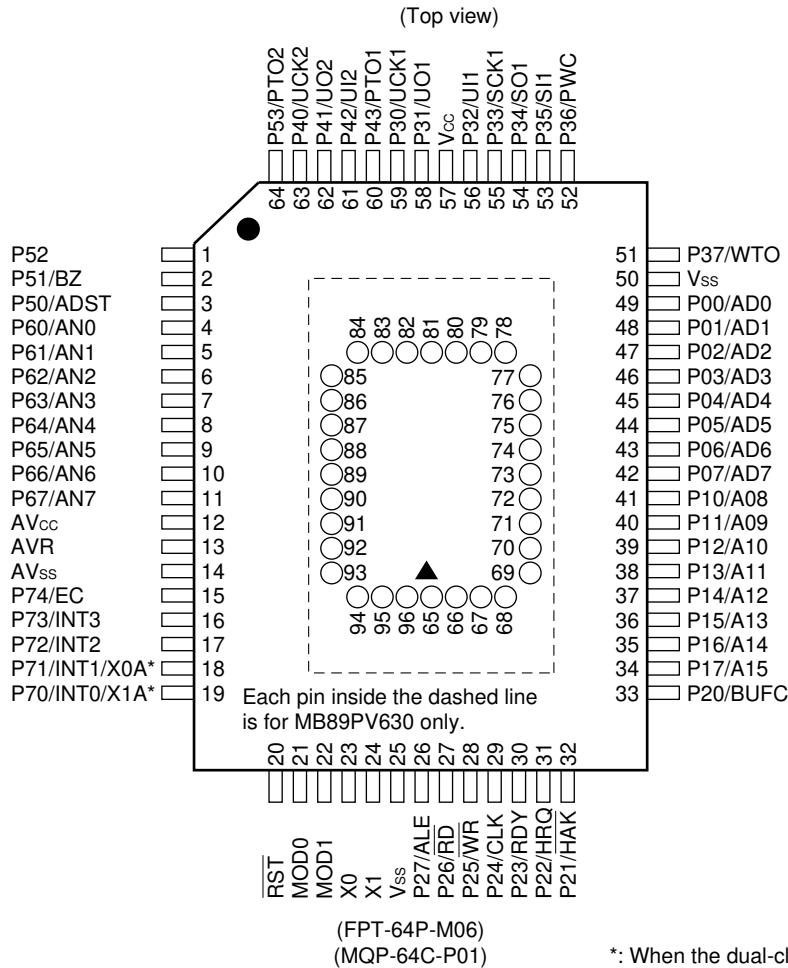 (Top view)
P53/PTO2
P40/UCK2
P41/UO2
P42/UI2
P43/PTO1
P30/UCK1
P31/UO1
Vcc
P32/UI1
P33/SCK1
P34/SO1
P35/SI1
P36/PWC
64
63
62
61
60
59
58
57
56
55
54
53
52
P52 1
P51/BZ 2
P50/ADST 3
P60/AN0 4
P61/AN1 5
P62/AN2 6
P63/AN3 7
P64/AN4 8
P65/AN5 9
P66/AN6 10
P67/AN7 11
AVcc 12
AVR 13
AVss 14
P74/EC 15
P73/INT3 16
P72/INT2 17
P71/INT1/X0A* 18
P70/INT0/X1A* 19
84
83
82
81
80
79
78
85
86
87
88
89
90
91
92
93
77
76
75
74
73
72
71
70
69
94
95
96
65
66
67
68
51 P37/WTO
50 Vss
49 P00/AD0
48 P01/AD1
47 P02/AD2
46 P03/AD3
45 P04/AD4
44 P05/AD5
43 P06/AD6
42 P07/AD7
41 P10/A08
40 P11/A09
39 P12/A10
38 P13/A11
37 P14/A12
36 P15/A13
35 P16/A14
34 P17/A15
33 P20/BUFC
Each pin inside the dashed line
is for MB89PV630 only.
20
21
22
23
24
25
26
27
28
29
30
31
32
RST
MOD0
MOD1
X0
X1
Vss
P27/ALE
P26/RD
P25/WR
P24/CLK
P23/RDY
P22/HRQ
P21/HAK
(FPT-64P-M06)
(MQP-64C-P01)
*: When the dual-cl